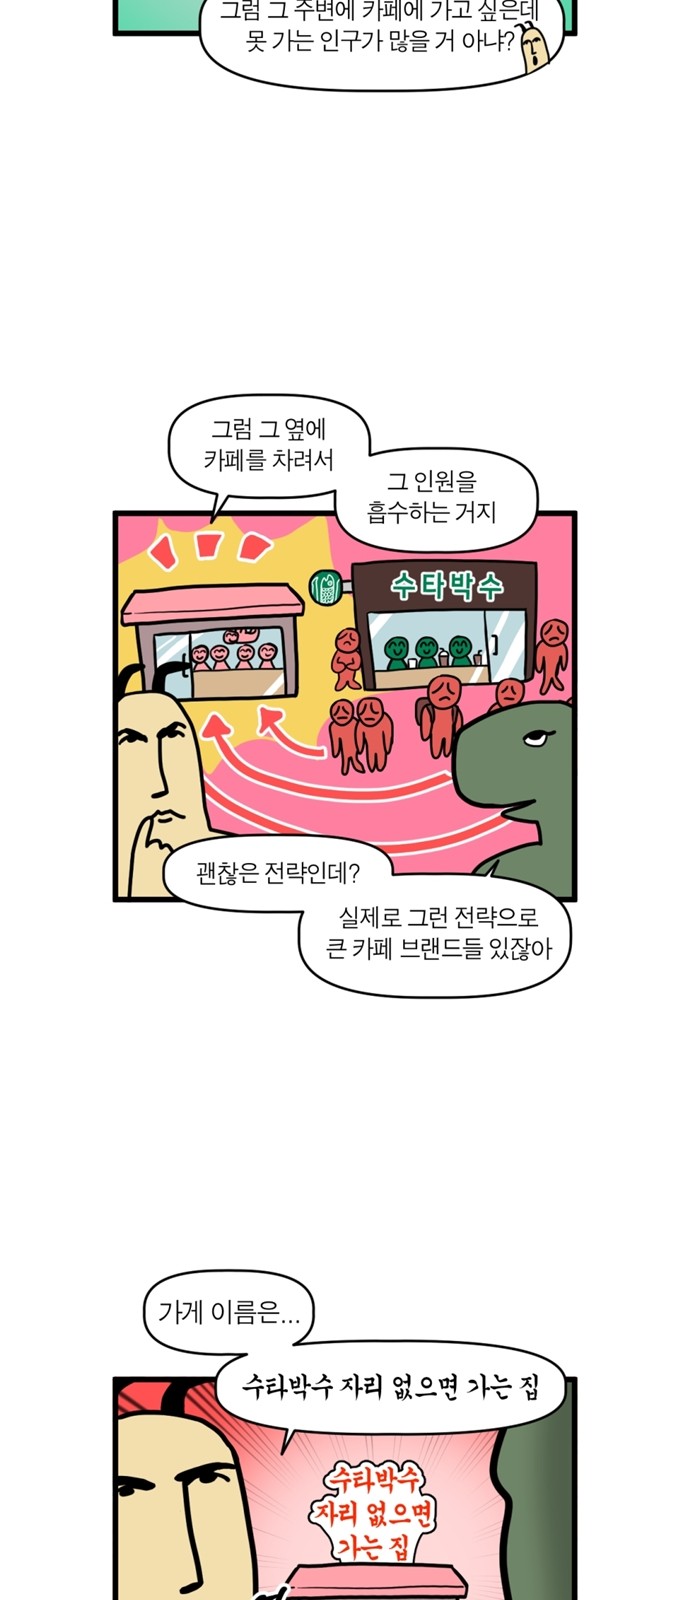 그럼 그 주변에 카페에 가고 싶은데
못 가는 인구가 많을 거 아냐?
그럼 그 옆에
카페를 차려서
그 인원을
흡수하는 거지
수타박수
괜찮은 전략인데?
실제로 그런 전략으로
큰 카페 브랜드들 있잖아
가게 이름은...
수타박수 자리 없으면 가는 집
수타박수
자리 없으면
가는 집